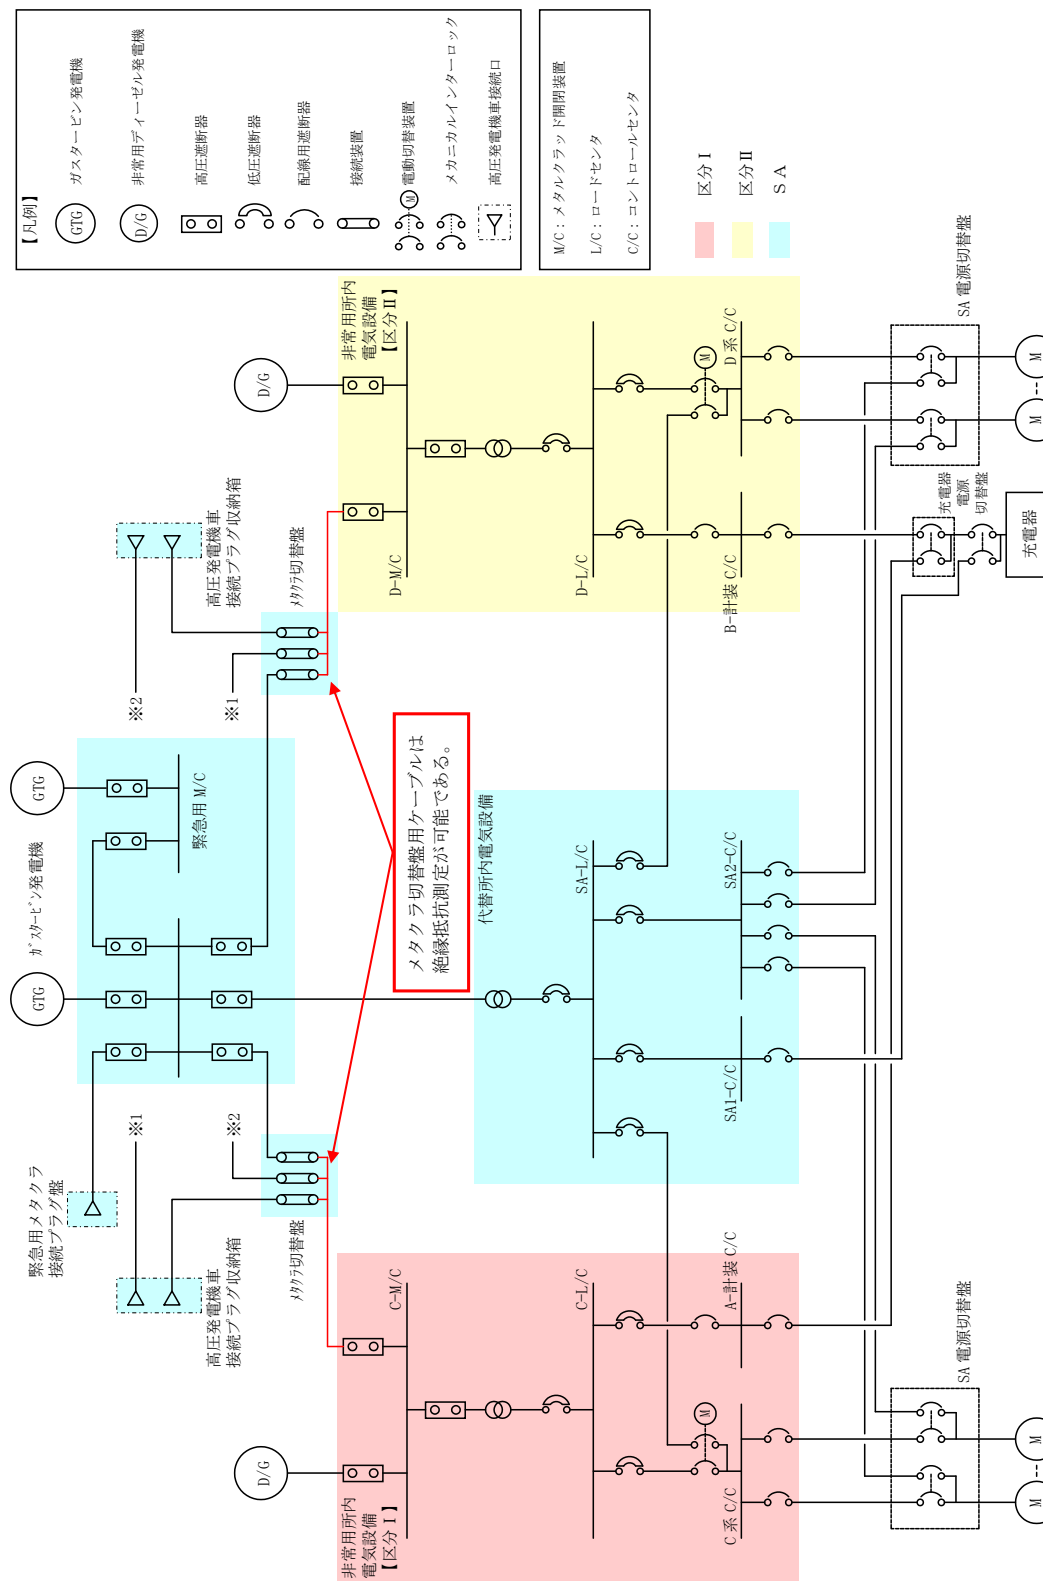 【凡例】
GTG
ガスタービン発電機
D/G
非常用ディーゼル発電機
高圧遮断器
低圧遮断器
配線用遮断器
接続装置
M
電動切替装置
メカニカルインターロック
高圧発電機車接続口
M/C：メタルクラッド開閉装置
L/C：ロードセンタ
C/C：コントロールセンタ
区分Ⅰ
区分Ⅱ
ＳＡ
緊急用メタクラ
接続プラグ盤
GTG
ｶﾞｽﾀｰﾋﾞﾝ発電機
GTG
緊急用 M/C
※1
※2
高圧発電機車
接続プラグ収納箱
ﾒﾀｸﾗ切替盤
※2
※1
高圧発電機車
接続プラグ収納箱
ﾒﾀｸﾗ切替盤
D/G
D/G
非常用所内
電気設備
【区分Ⅰ】
C-M/C
C-L/C
M
C 系 C/C
A-計装 C/C
メタクラ切替盤用ケーブルは
絶縁抵抗測定が可能である。
代替所内電気設備
SA-L/C
SA1-C/C
SA2-C/C
非常用所内
電気設備
【区分Ⅱ】
D-M/C
D-L/C
B-計装 C/C
M
D 系 C/C
SA 電源切替盤
M
M
充電器
電源
切替盤
充電器
SA 電源切替盤
M
M